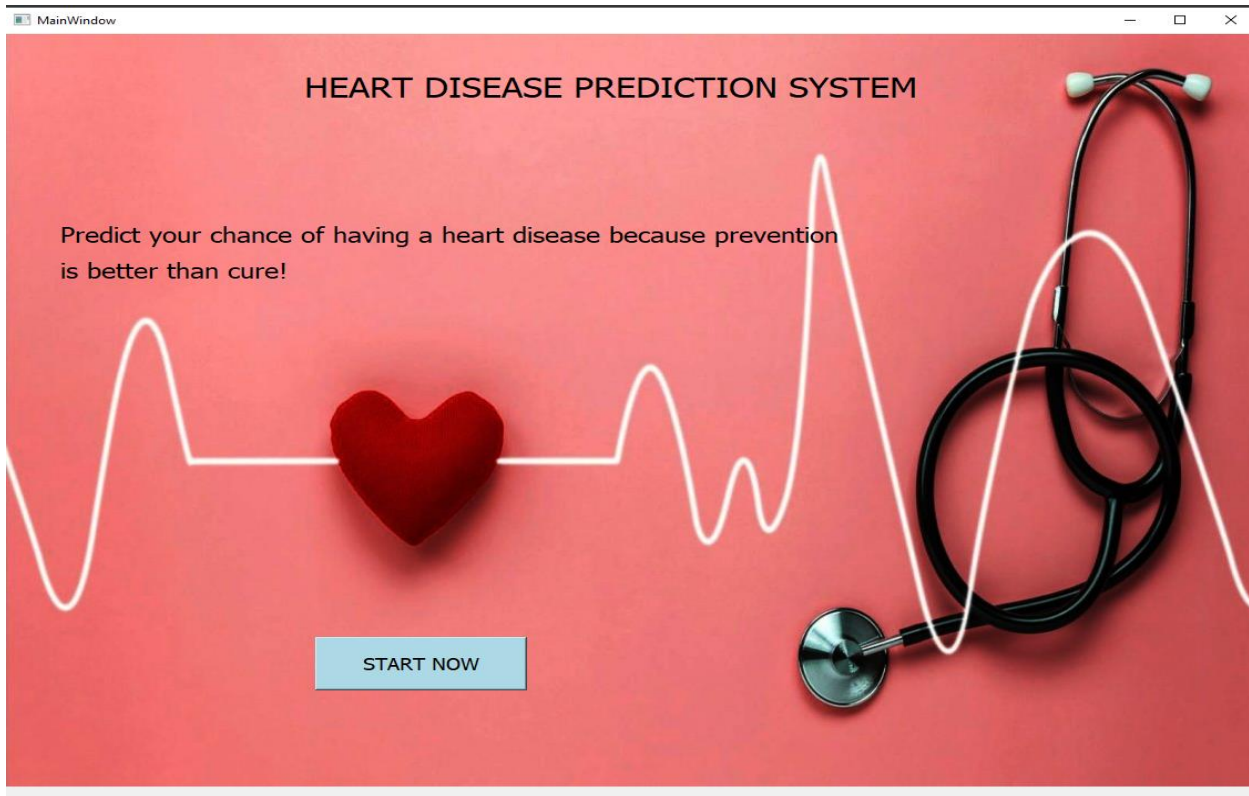 MainWindow
HEART DISEASE PREDICTION SYSTEM
Predict your chance of having a heart disease because prevention
is better than cure!
START NOW